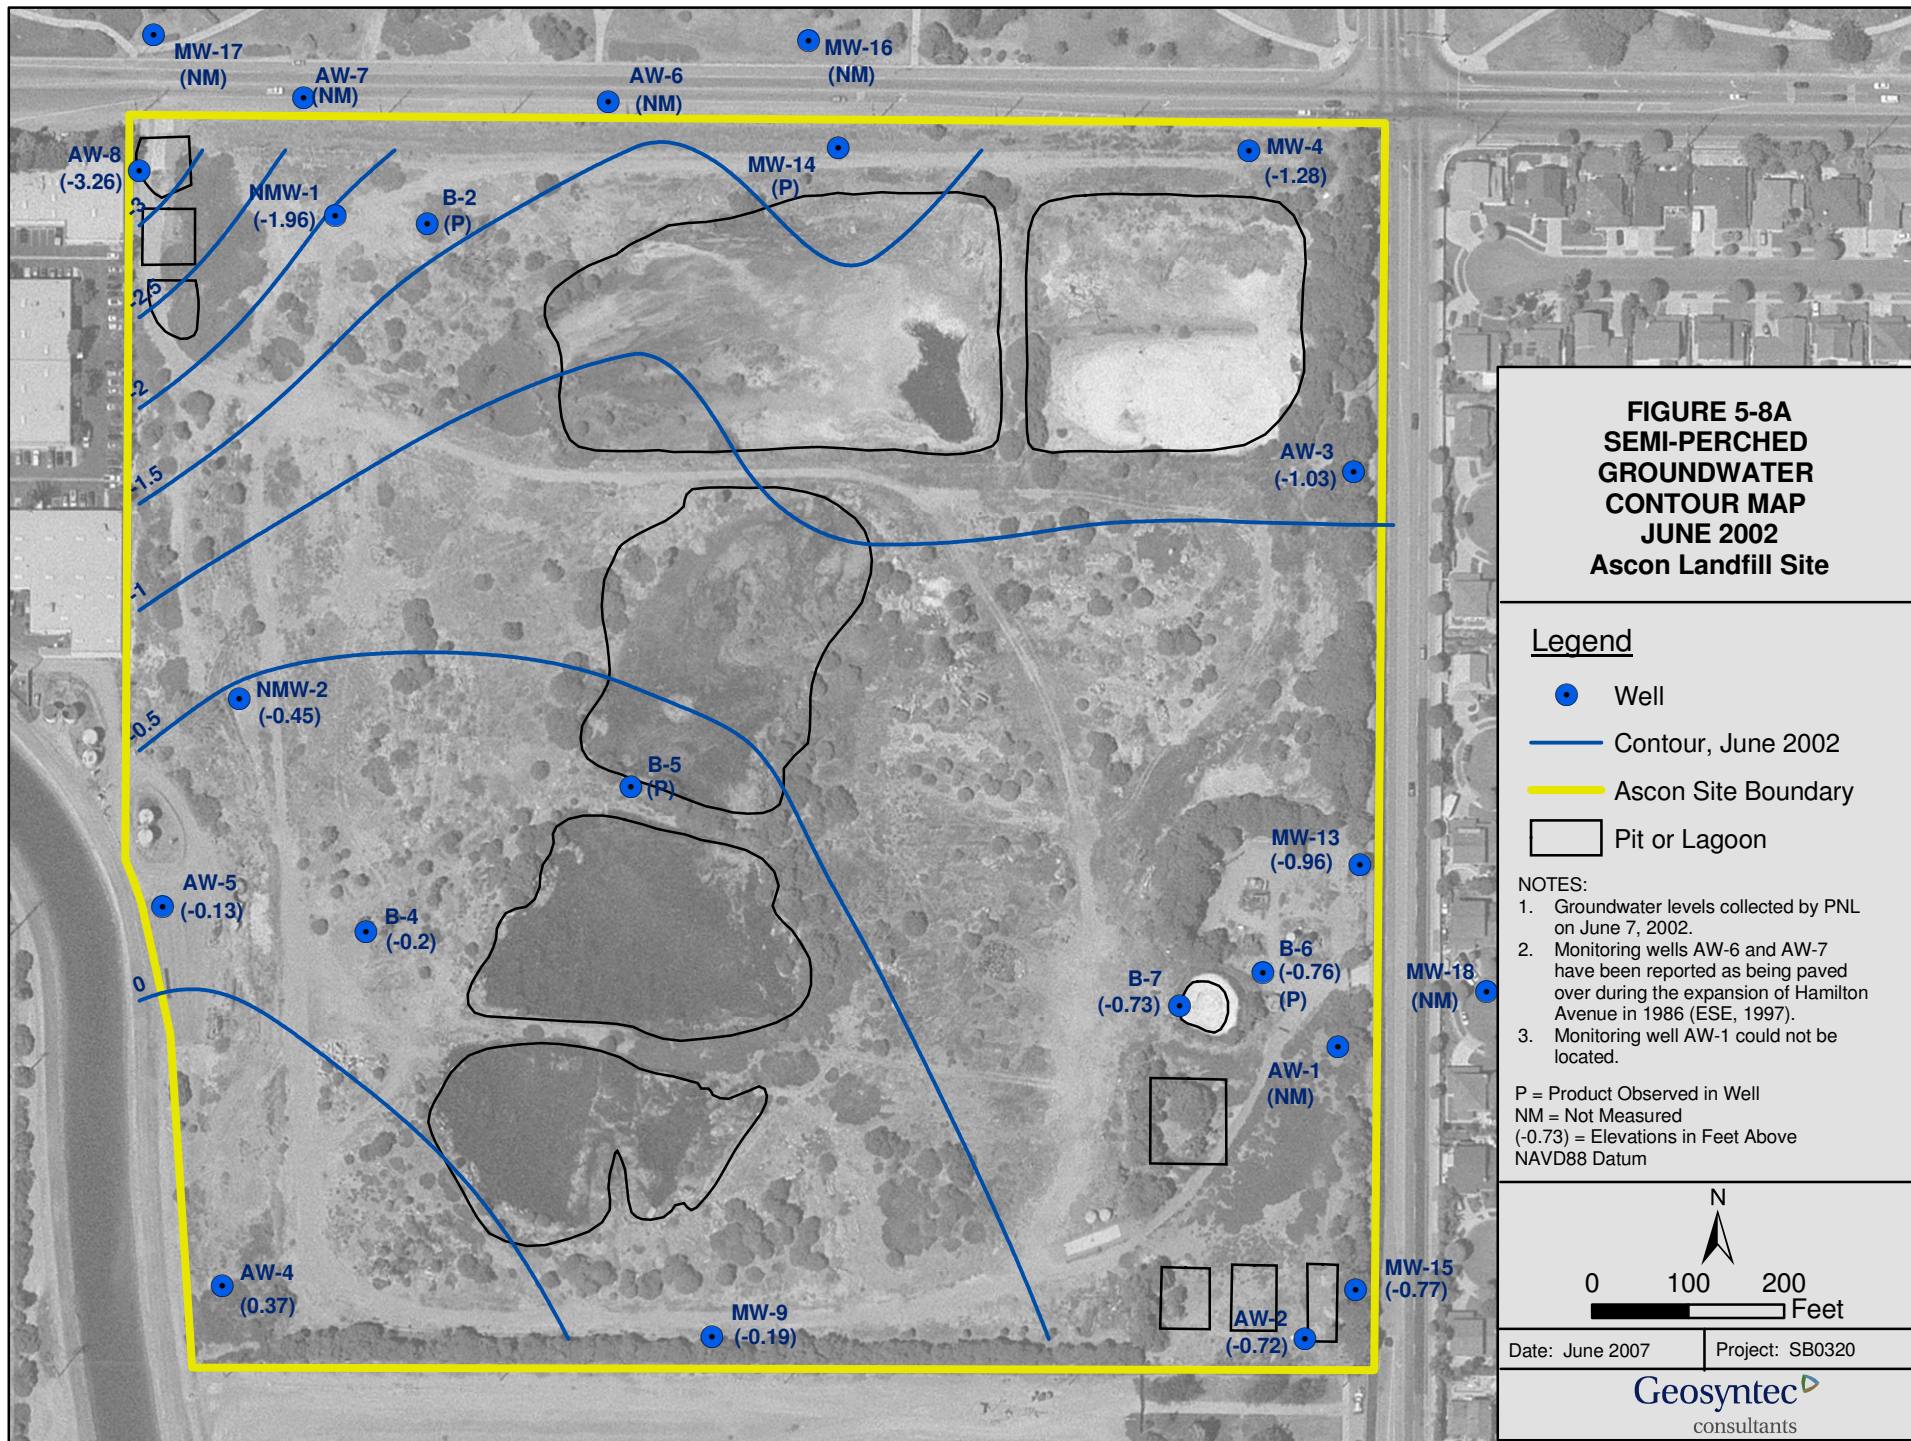 MW-17
(NM)
AW-7
(NM)
AW-6
(NM)
MW-16
(NM)
AW-8
(-3.26)
NMW-1
(-1.96)
B-2
(P)
MW-14
(P)
MW-4
(-1.28)
-3
-2.5
-2
-1.5
-1
-0.5
0
AW-3
(-1.03)
NMW-2
(-0.45)
B-5
(P)
MW-13
(-0.96)
AW-5
(-0.13)
B-4
(-0.2)
B-6
(-0.76)
(P)
B-7
(-0.73)
MW-18
(NM)
AW-1
(NM)
AW-4
(0.37)
MW-9
(-0.19)
AW-2
(-0.72)
MW-15
(-0.77)
FIGURE 5-8A
SEMI-PERCHED
GROUNDWATER
CONTOUR MAP
JUNE 2002
Ascon Landfill Site
Legend
Well
Contour, June 2002
Ascon Site Boundary
Pit or Lagoon
NOTES:
1. Groundwater levels collected by PNL
on June 7, 2002.
2. Monitoring wells AW-6 and AW-7
have been reported as being paved
over during the expansion of Hamilton
Avenue in 1986 (ESE, 1997).
3. Monitoring well AW-1 could not be
located.
P = Product Observed in Well
NM = Not Measured
(-0.73) = Elevations in Feet Above
NAVD88 Datum
N
0 100 200
Feet
Date: June 2007
Project: SB0320
Geosyntec
consultants